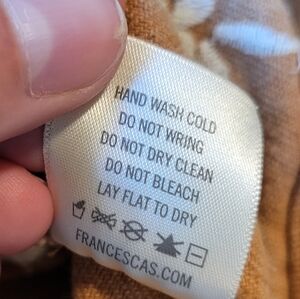 HAND WASH COLD
DO NOT WRING
DO NOT DRY CLEAN
DO NOT BLEACH
LAY FLAT TO DRY
FRANCESCAS.COM